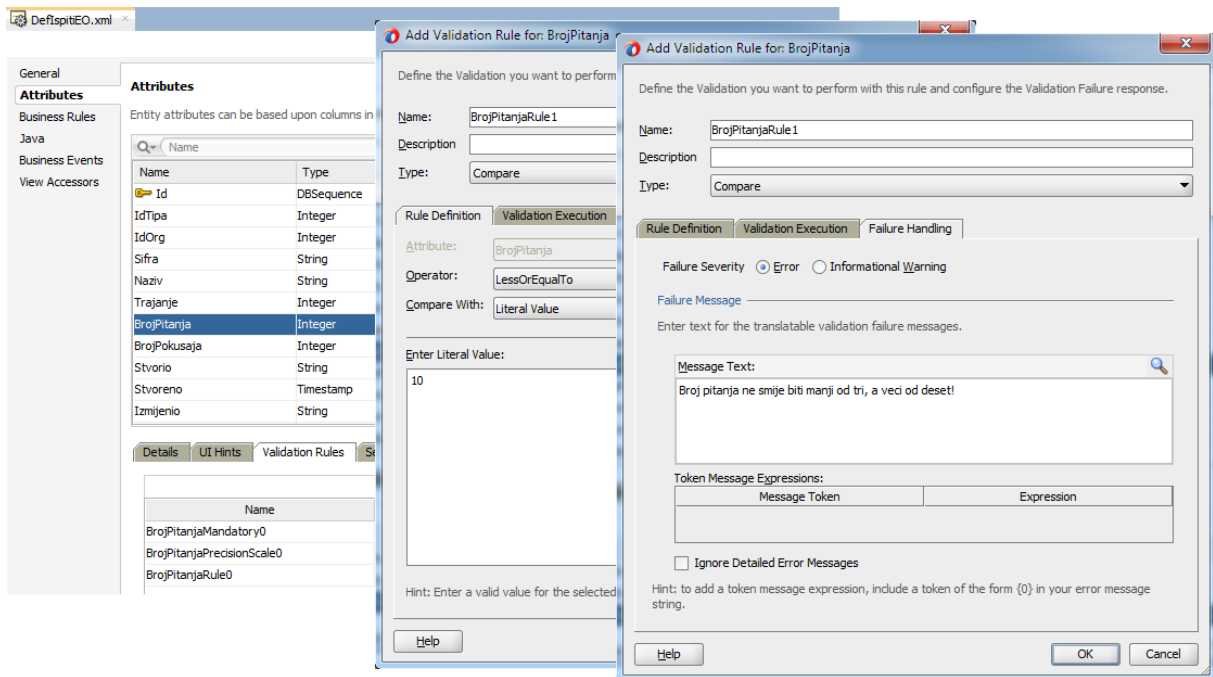 DefIspitiEO.xml
General
Attributes
Business Rules
Java
Business Events
View Accessors
Attributes
Entity attributes can be based upon columns in
Name
Name Type
Id DBSequence
IdTipa Integer
IdOrg Integer
Sifra String
Naziv String
Trajanje Integer
BrojPitanja Integer
BrojPokusaja Integer
Stvorio String
Stvoreno Timestamp
Izmijenio String
Details UI Hints Validation Rules Se
Name
BrojPitanjaMandatory0
BrojPitanjaPrecisionScale0
BrojPitanjaRule0
Add Validation Rule for: BrojPitanja
Define the Validation you want to perform
Name: BrojPitanjaRule1
Description
Type: Compare
Rule Definition Validation Execution
Attribute: BrojPitanja
Operator: LessOrEqualTo
Compare With: Literal Value
Enter Literal Value:
10
Hint: Enter a valid value for the selected
Help
Add Validation Rule for: BrojPitanja
Define the Validation you want to perform with this rule and configure the Validation Failure response.
Name: BrojPitanjaRule1
Description
Type: Compare
Rule Definition Validation Execution Failure Handling
Failure Severity Error Informational Warning
Failure Message
Enter text for the translatable validation failure messages.
Message Text:
Broj pitanja ne smije biti manji od tri, a veci od deset!
Token Message Expressions:
Message Token Expression
Ignore Detailed Error Messages
Hint: to add a token message expression, include a token of the form {0} in your error message
string.
Help OK Cancel